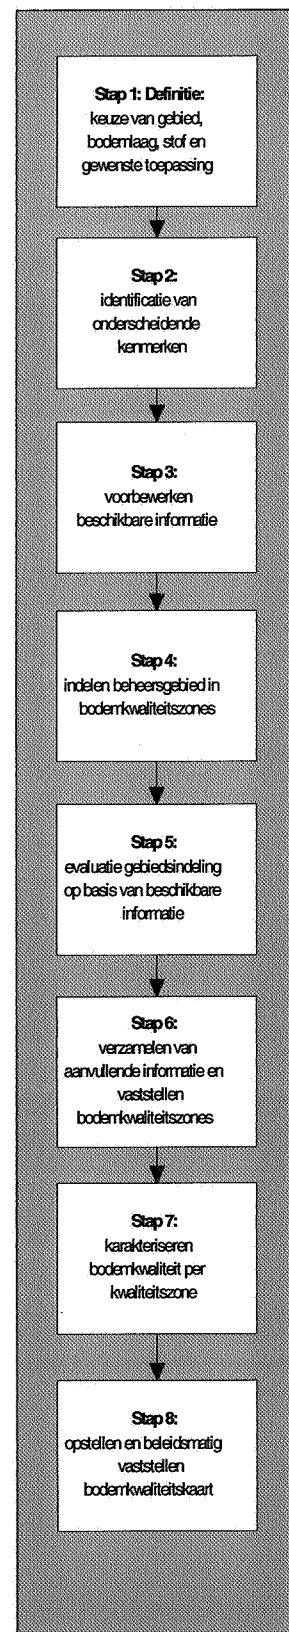 Stap 1: Definitie:
keuze van gebied,
bodemlaag, stof en
gewenste toepassing
Stap 2:
identificatie van
onderscheidende
kenmerken
Stap 3:
voorbewerken
beschikbare informatie
Stap 4:
indelen beheersgebied in
bodemkwaliteitszones
Stap 5:
evaluatie gebiedsindeling
op basis van beschikbare
informatie
Stap 6:
verzamelen van
aanvullende informatie en
vaststellen
bodemkwaliteitszones
Stap 7:
karakteriseren
bodemkwaliteit per
kwaliteitszone
Stap 8:
opstellen en beleidsmatig
vaststellen
bodemkwaliteitskaart